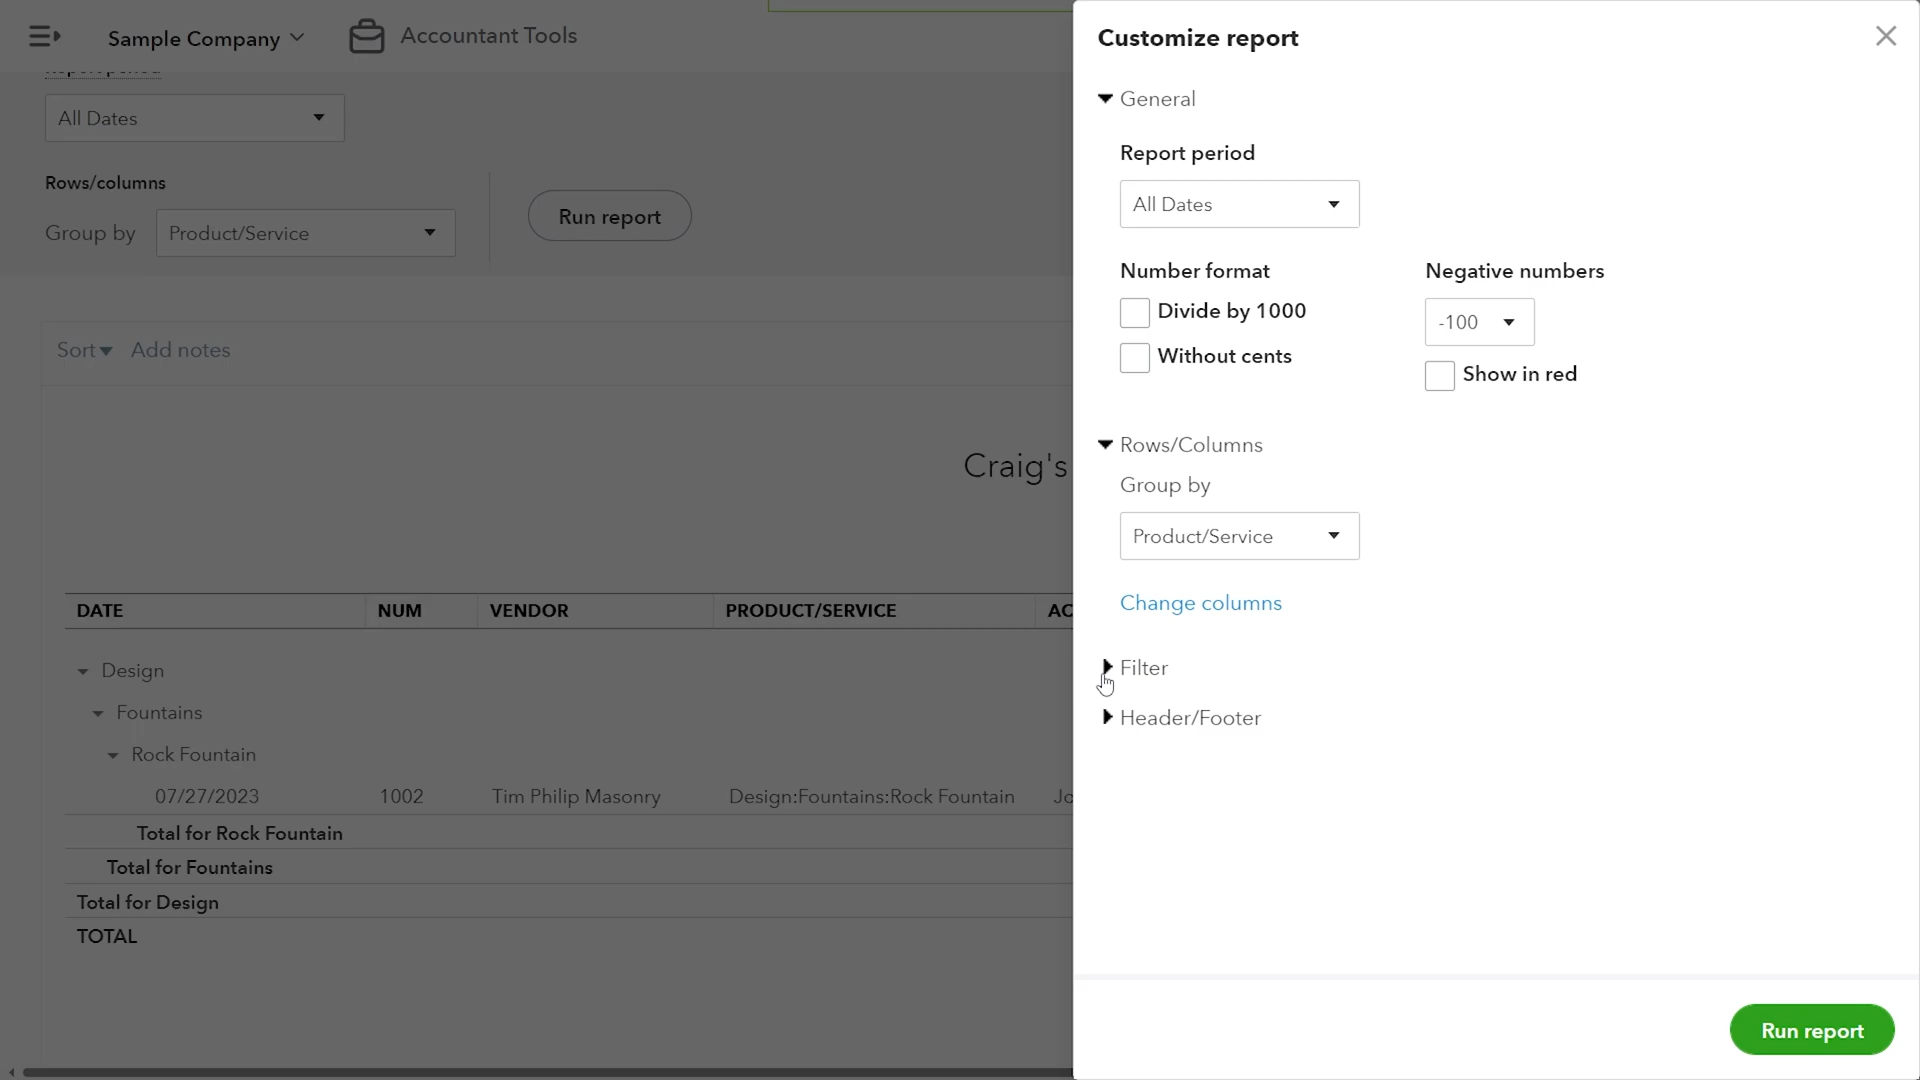 Sample Company
Accountant Tools
All Dates
Rows/columns
Group by
Product/Service
Run report
Sort
Add notes
Craig's
DATE
NUM
VENDOR
PRODUCT/SERVICE
Design
Fountains
Rock Fountain
07/27/2023
1002
Tim Philip Masonry
Design:Fountains:Rock Fountain
Total for Rock Fountain
Total for Fountains
Total for Design
TOTAL
Customize report
General
Report period
All Dates
Number format
Divide by 1000
Without cents
Negative numbers
-100
Show in red
Rows/Columns
Group by
Product/Service
Change columns
Filter
Header/Footer
Run report